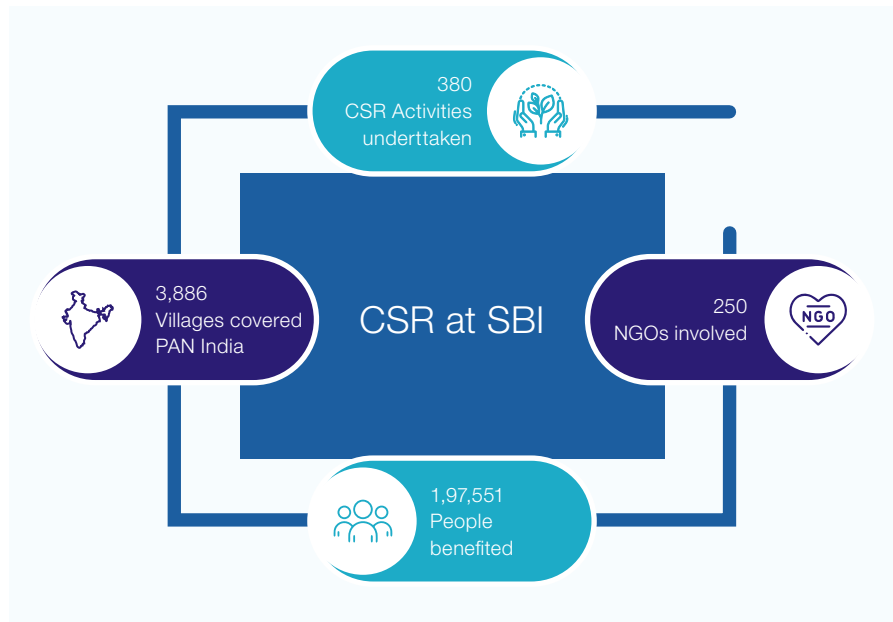 380
CSR Activities
underttaken
3,886
Villages covered
PAN India
CSR at SBI
250
NGOs involved
NGO
1,97,551
People
benefited